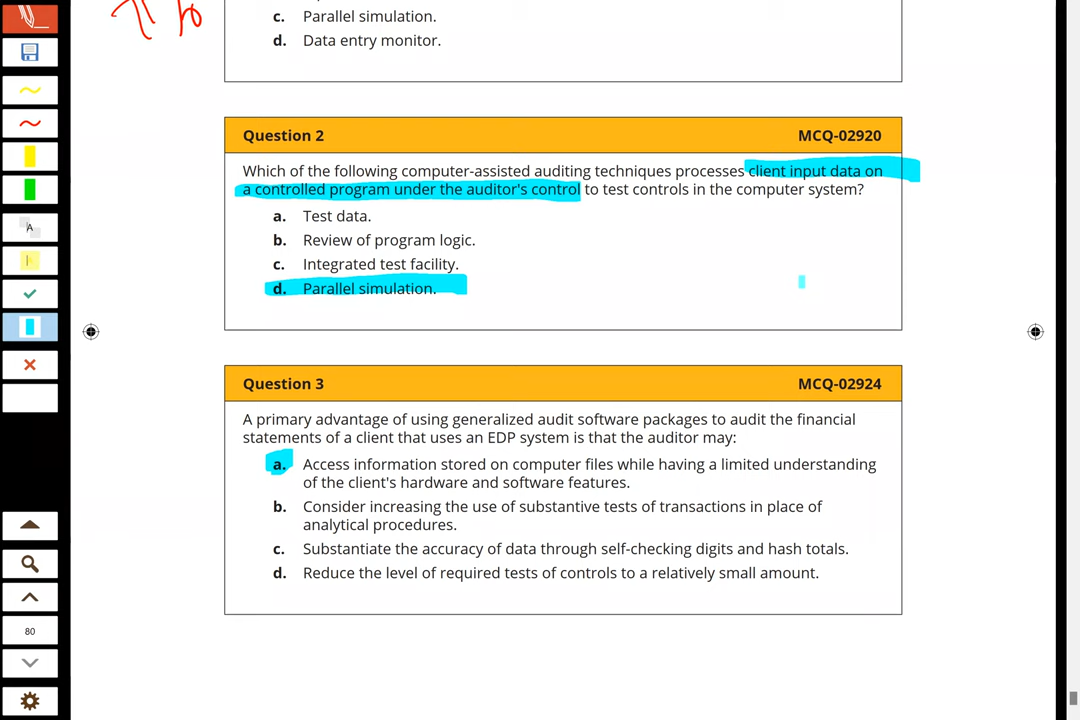 c. Parallel simulation.
d. Data entry monitor.
Question 2 MCQ-02920
Which of the following computer-assisted auditing techniques processes client input data on
a controlled program under the auditor's control to test controls in the computer system?
a. Test data.
b. Review of program logic.
c. Integrated test facility.
d. Parallel simulation.
Question 3 MCQ-02924
A primary advantage of using generalized audit software packages to audit the financial
statements of a client that uses an EDP system is that the auditor may:
a. Access information stored on computer files while having a limited understanding
of the client's hardware and software features.
b. Consider increasing the use of substantive tests of transactions in place of
analytical procedures.
c. Substantiate the accuracy of data through self-checking digits and hash totals.
d. Reduce the level of required tests of controls to a relatively small amount.
A
80